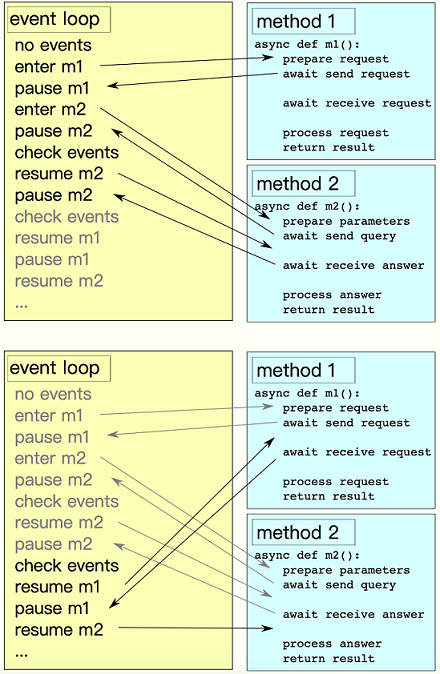 event loop
no events
enter m1
pause m1
enter m2
pause m2
check events
resume m2
pause m2
check events
resume m1
pause m1
resume m2
...
method 1
async def m1():
prepare request
await send request
await receive request
process request
return result
method 2
async def m2():
prepare parameters
await send query
await receive answer
process answer
return result
event loop
no events
enter m1
pause m1
enter m2
pause m2
check events
resume m2
pause m2
check events
resume m1
pause m1
resume m2
...
method 1
async def m1():
prepare request
await send request
await receive request
process request
return result
method 2
async def m2():
prepare parameters
await send query
await receive answer
process answer
return result